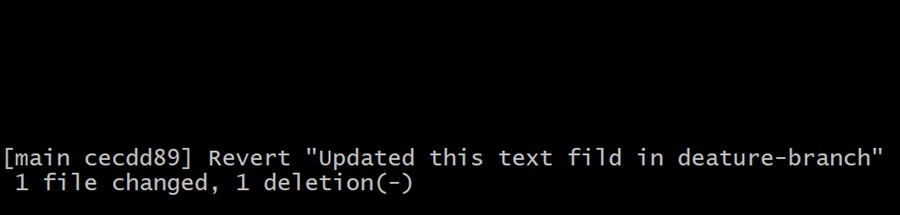 [main cecdd89] Revert "Updated this text fild in deature-branch"
 1 file changed, 1 deletion(-)